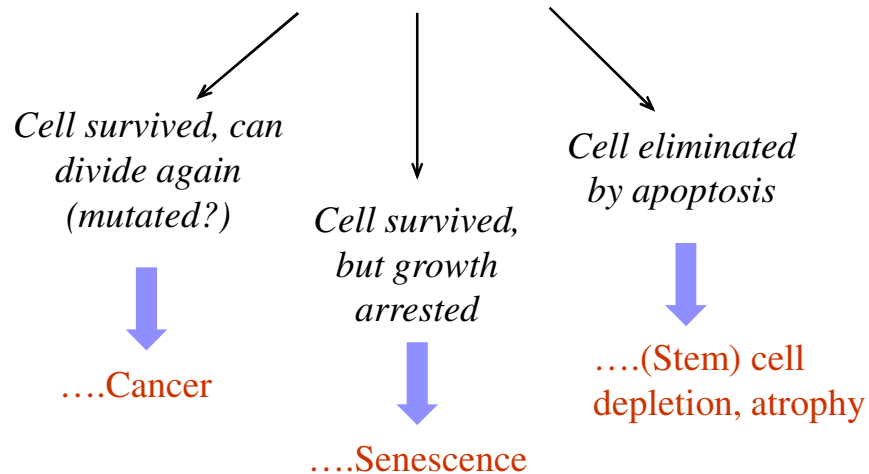 Cell survived, can
divide again
(mutated?)
….Cancer
Cell survived,
but growth
arrested
….Senescence
Cell eliminated
by apoptosis
….(Stem) cell
depletion, atrophy